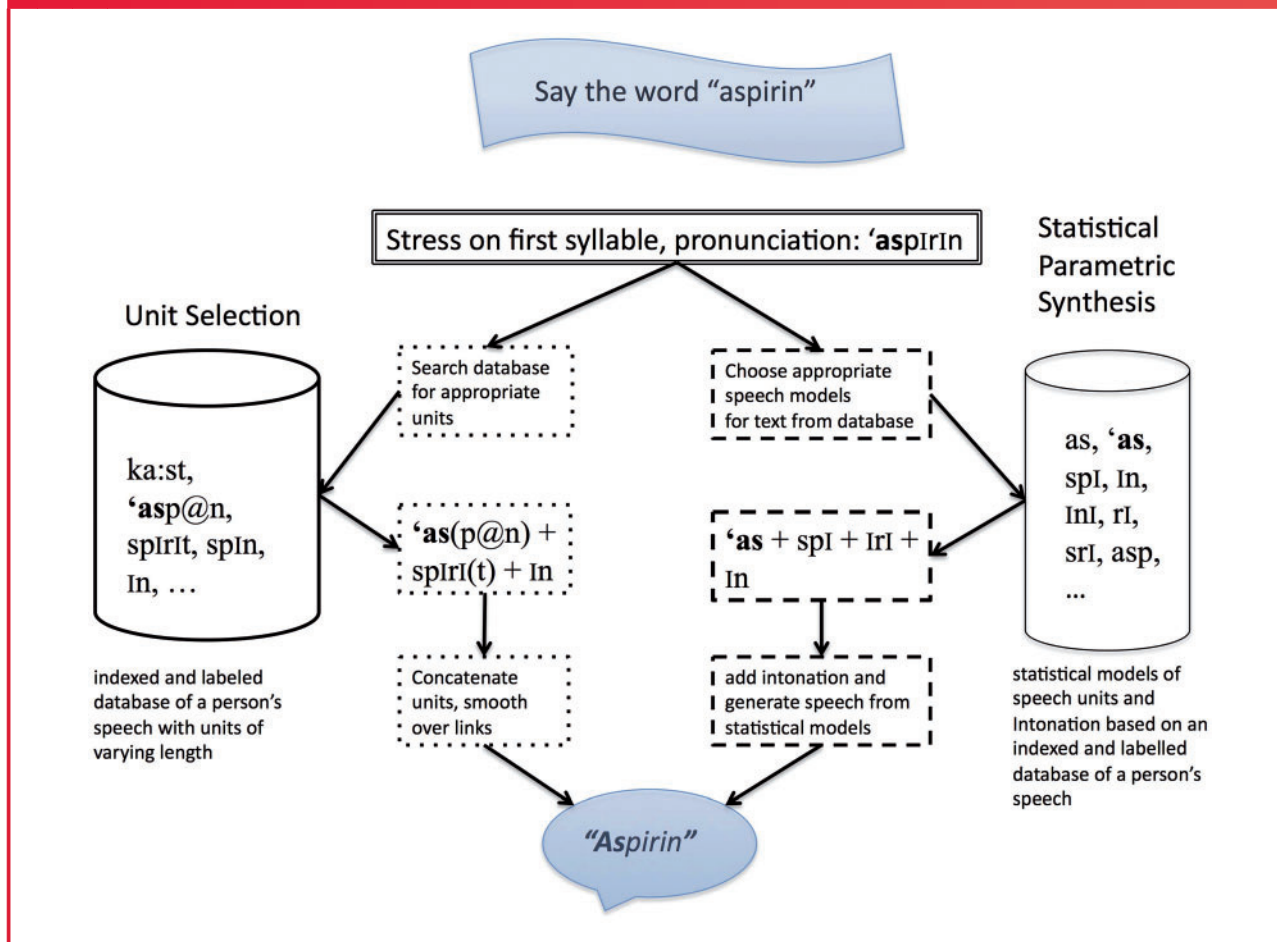 Say the word “aspirin”
Stress on first syllable, pronunciation: ‘aspIrIn
Unit Selection
Statistical
Parametric
Synthesis
Search database
for appropriate
units
Choose appropriate
speech models
for text from database
ka:st,
‘asp@n,
spIrIt, spIn,
In, …
as, ‘as,
spI, In,
InI, rI,
srI, asp,
...
‘as(p@n) +
spIrI(t) + In
‘as + spI + IrI +
In
indexed and labeled
database of a person’s
speech with units of
varying length
Concatenate
units, smooth
over links
add intonation and
generate speech from
statistical models
statistical models of
speech units and
Intonation based on an
indexed and labelled
database of a person’s
speech
“Aspirin”